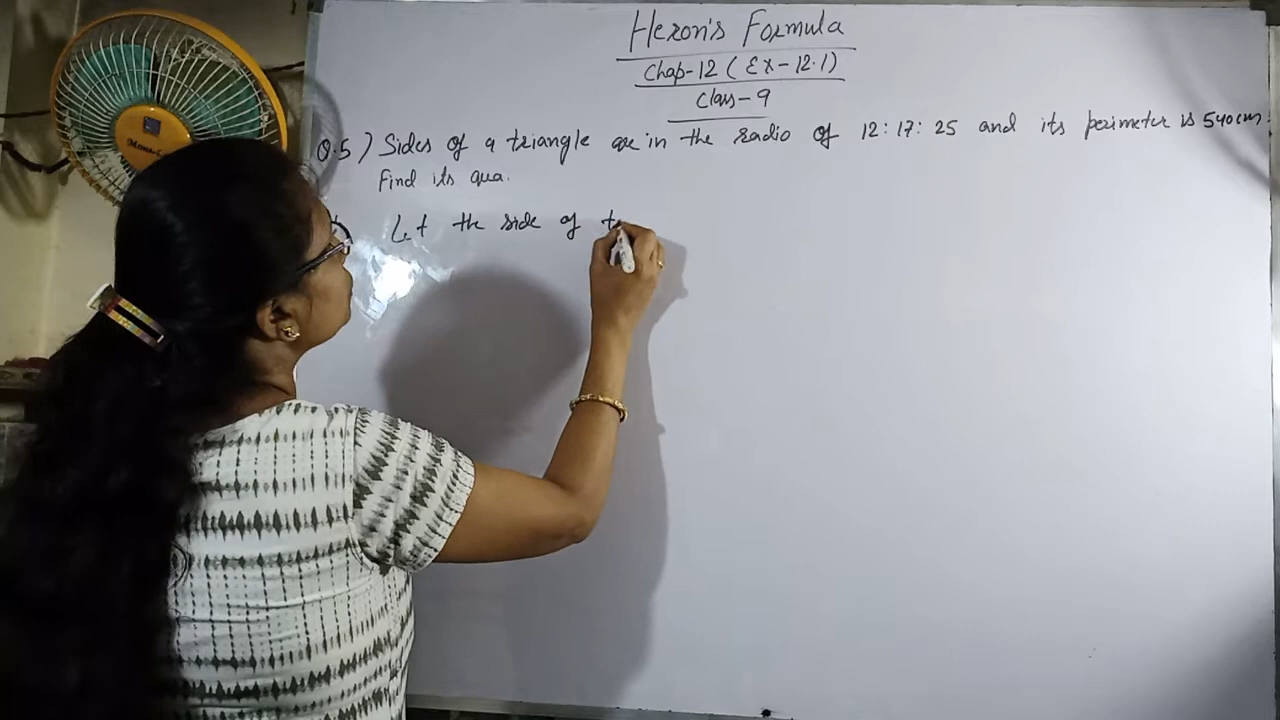 Heron's Formula
Chap-12 (Ex-12.1)
Class-9
Q.5) Sides of a triangle are in the radio of 12:17:25 and its perimeter is 540cm.
Find its
Let the side of